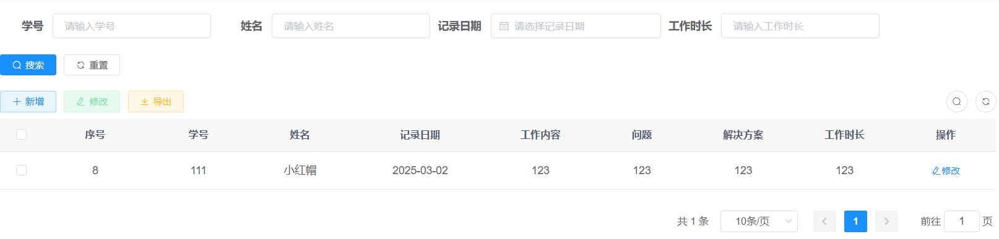 学号 请输入学号 姓名 请输入姓名 记录日期 请选择记录日期 工作时长 请输入工作时长
搜索 重置
新增 修改 导出
序号 学号 姓名 记录日期 工作内容 问题 解决方案 工作时长 操作
8 111 小红帽 2025-03-02 123 123 123 123 修改
共 1 条 10条/页 1 前往 1 页